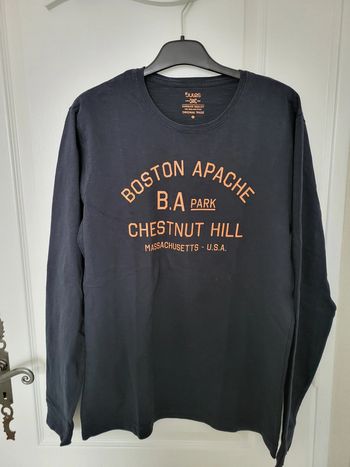 BOSTON APACHE
B.A PARK
CHESTNUT HILL
MASSACHUSETTS - U.S.A.